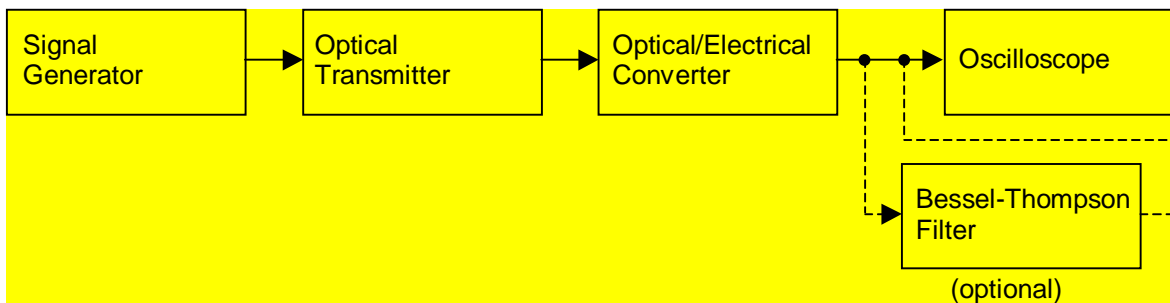 Signal
Generator
Optical
Transmitter
Optical/Electrical
Converter
Oscilloscope
Bessel-Thompson
Filter
(optional)